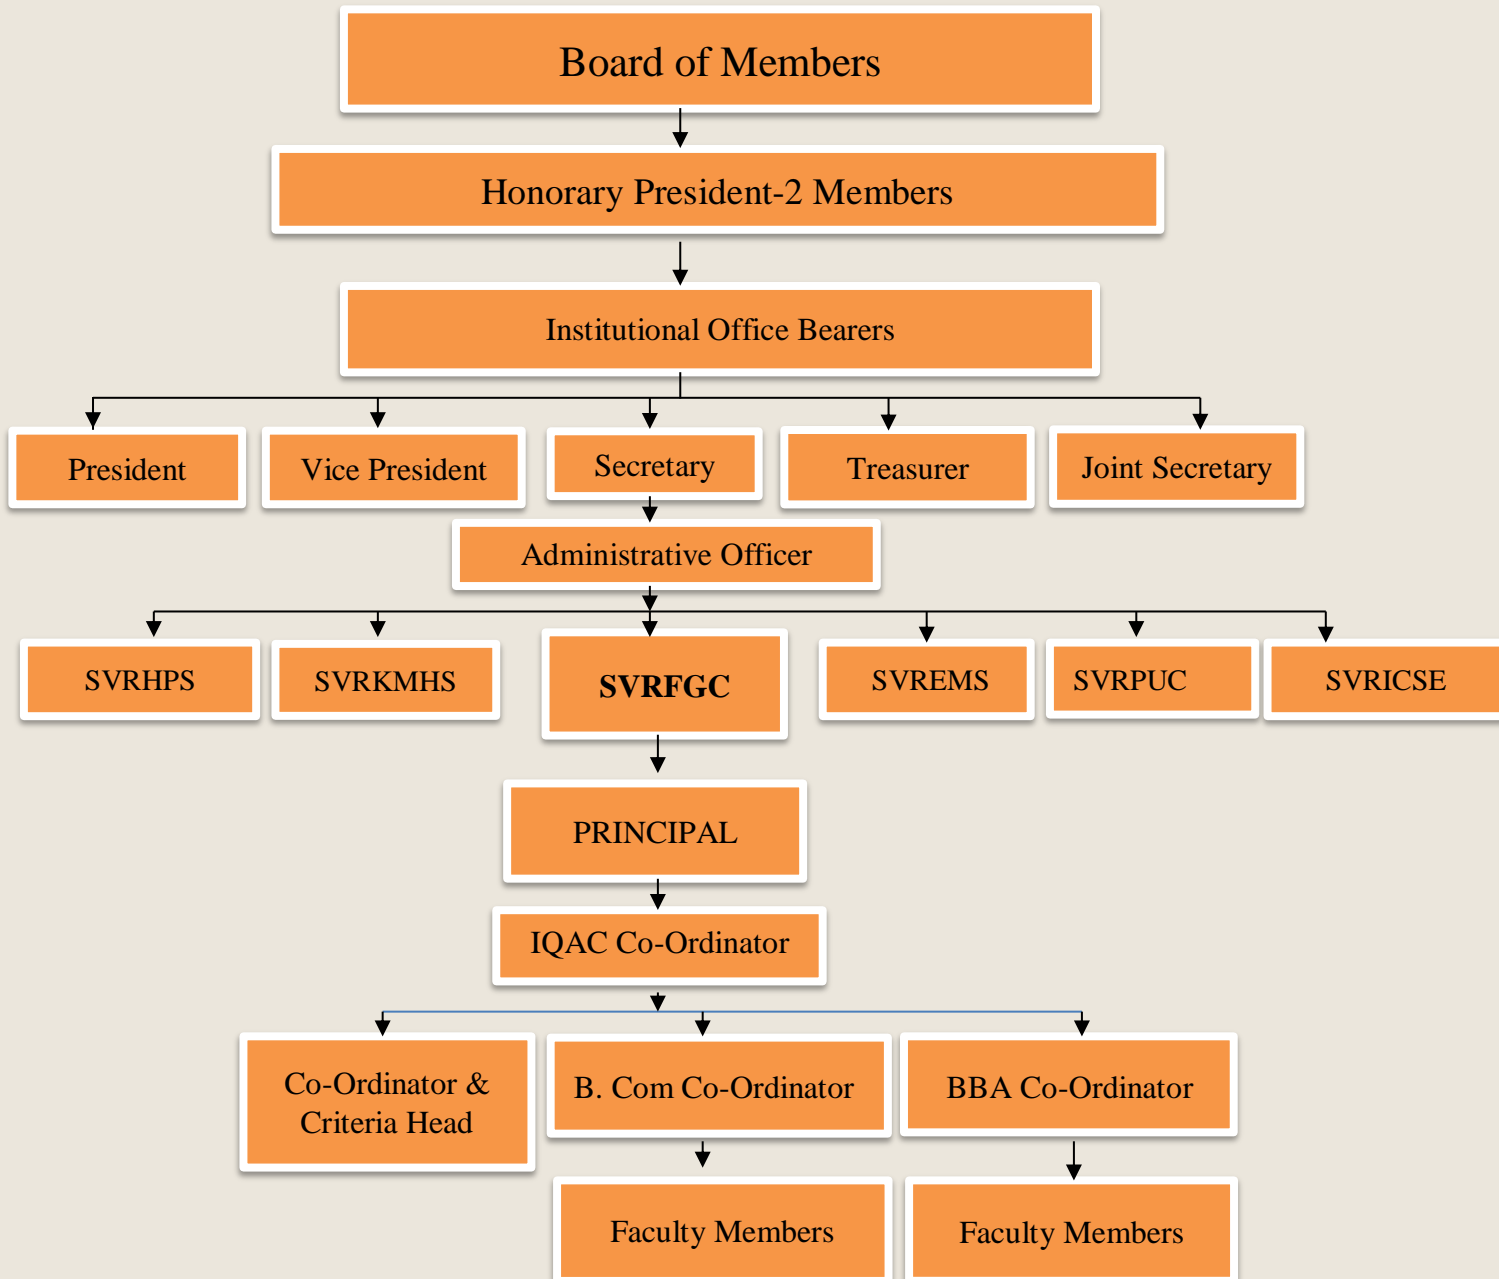 Board of Members
Honorary President-2 Members
Institutional Office Bearers
President
Vice President
Secretary
Treasurer
Joint Secretary
Administrative Officer
SVRHPS
SVRKMHS
SVRFGC
SVREMS
SVRPUC
SVRICSE
PRINCIPAL
IQAC Co-Ordinator
Co-Ordinator &
Criteria Head
B. Com Co-Ordinator
BBA Co-Ordinator
Faculty Members
Faculty Members